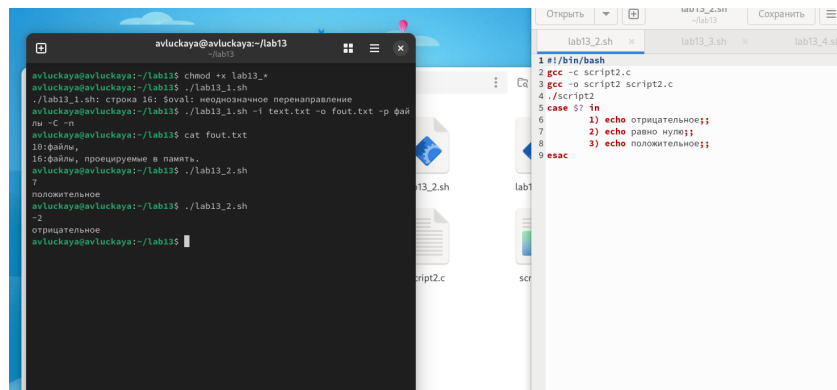 avluckaya@avluckaya:~/lab13
~/lab13
avluckaya@avluckaya:~/lab13$ chmod +x lab13_*
avluckaya@avluckaya:~/lab13$ ./lab13_1.sh
./lab13_1.sh: строка 16: $oval: неоднозначное перенаправление
avluckaya@avluckaya:~/lab13$ ./lab13_1.sh -i text.txt -o fout.txt -p фай
лы -C -n
avluckaya@avluckaya:~/lab13$ cat fout.txt
10:файлы,
16:файлы, проецируемые в память.
avluckaya@avluckaya:~/lab13$ ./lab13_2.sh
7
положительное
avluckaya@avluckaya:~/lab13$ ./lab13_2.sh
-2
отрицательное
avluckaya@avluckaya:~/lab13$
13_2.sh
lab1
cript2.c
scr
Открыть
lab13_2.sh
~/lab13
Сохранить
lab13_2.sh
lab13_3.sh
lab13_4.s
1 #!/bin/bash
2 gcc -c script2.c
3 gcc -o script2 script2.c
4 ./script2
5 case $? in
6 1) echo отрицательное;;
7 2) echo равно нулю;;
8 3) echo положительное;;
9 esac